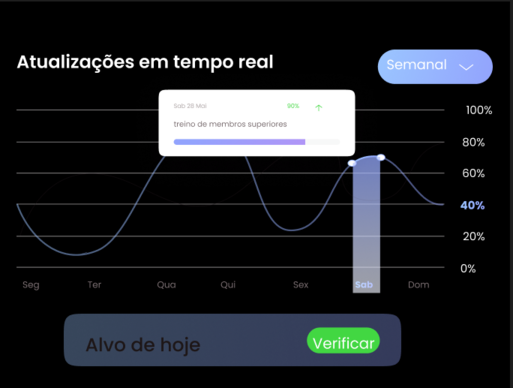 Atualizações em tempo real
Semanal
Sab 28 Mai
90%
treino de membros superiores
100%
80%
60%
40%
20%
0%
Seg Ter Qua Qui Sex Sob Dom
Alvo de hoje
Verificar